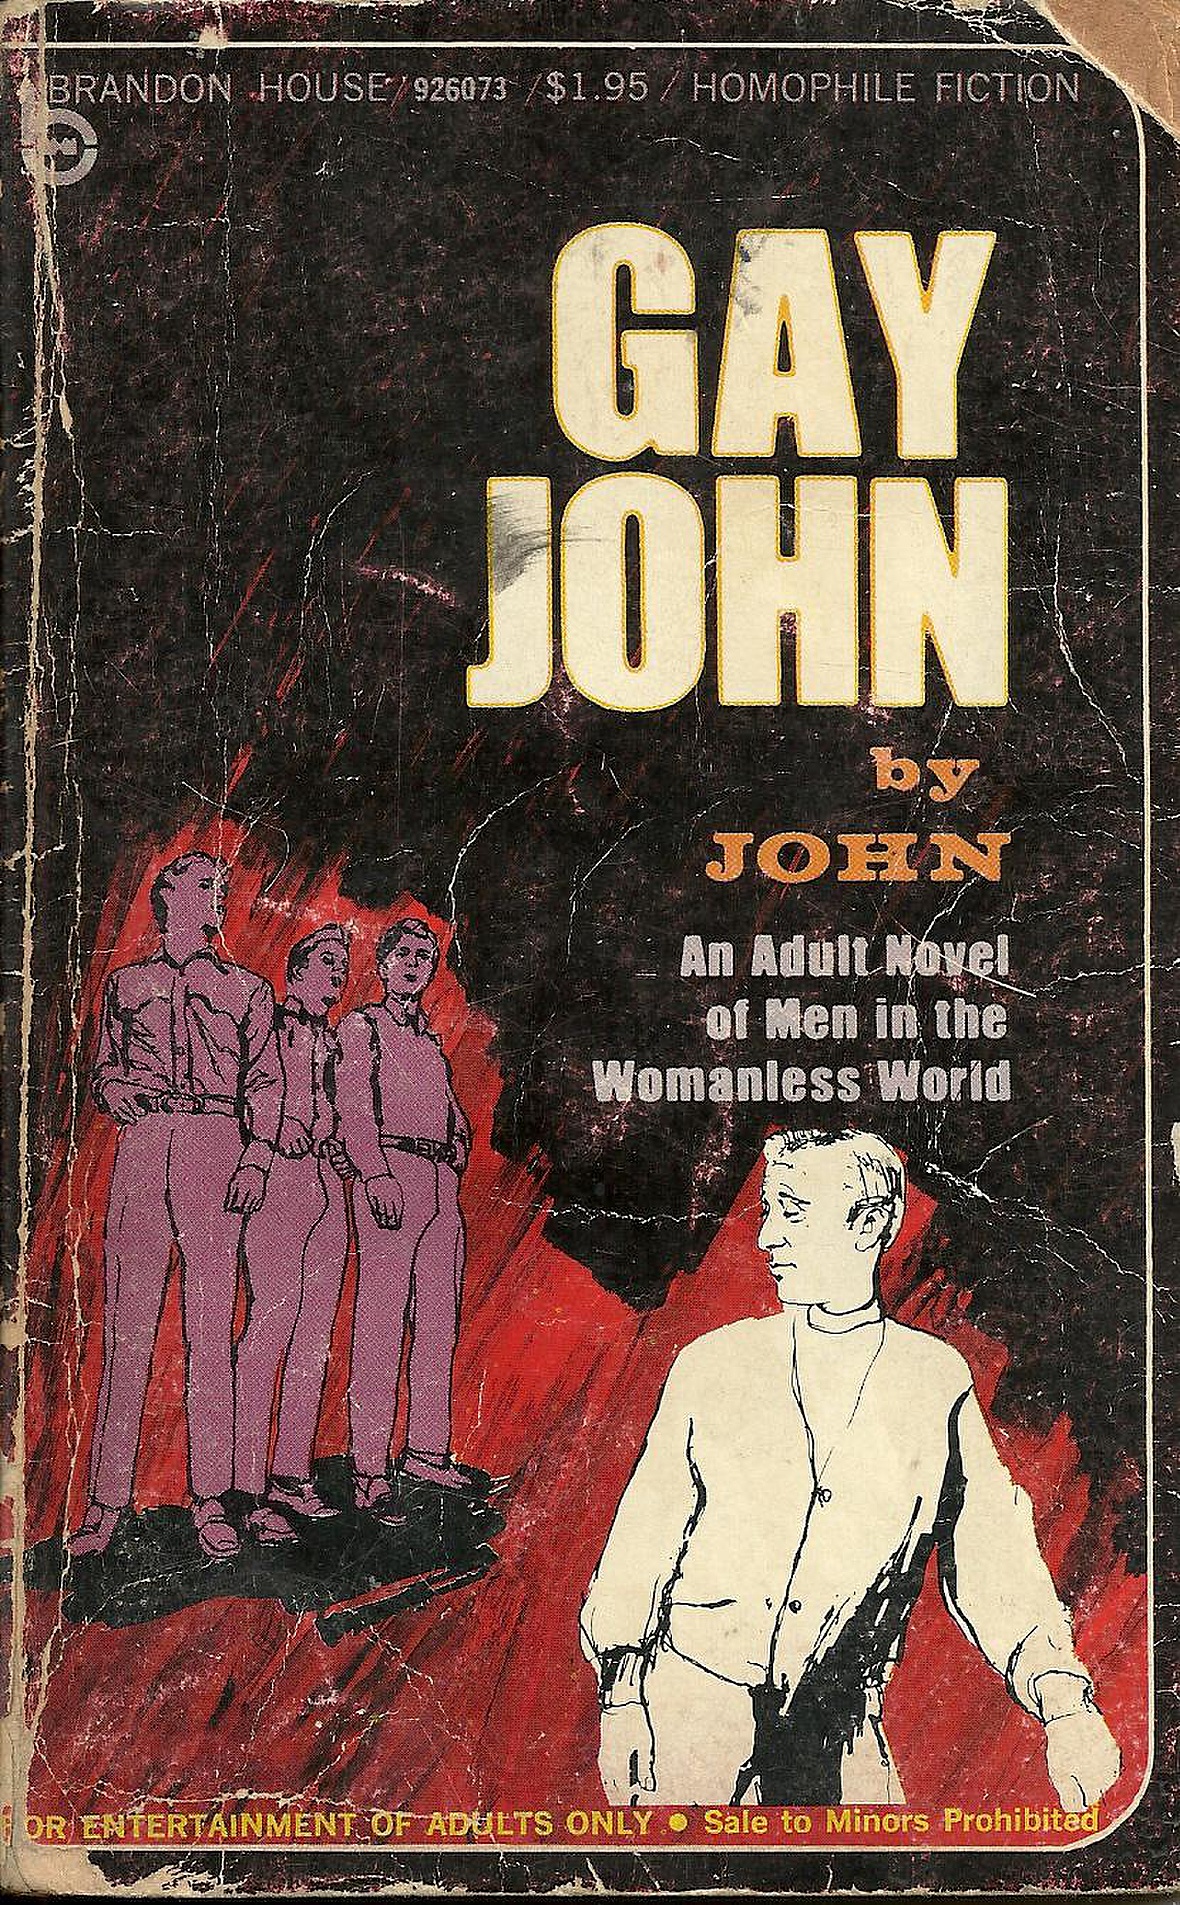 BRANDON HOUSE / 926073 / $1.95 / HOMOPHILE FICTION
GAY
JOHN
by
JOHN
An Adult Novel
of Men in the
Womanless World
FOR ENTERTAINMENT OF ADULTS ONLY • Sale to Minors Prohibited